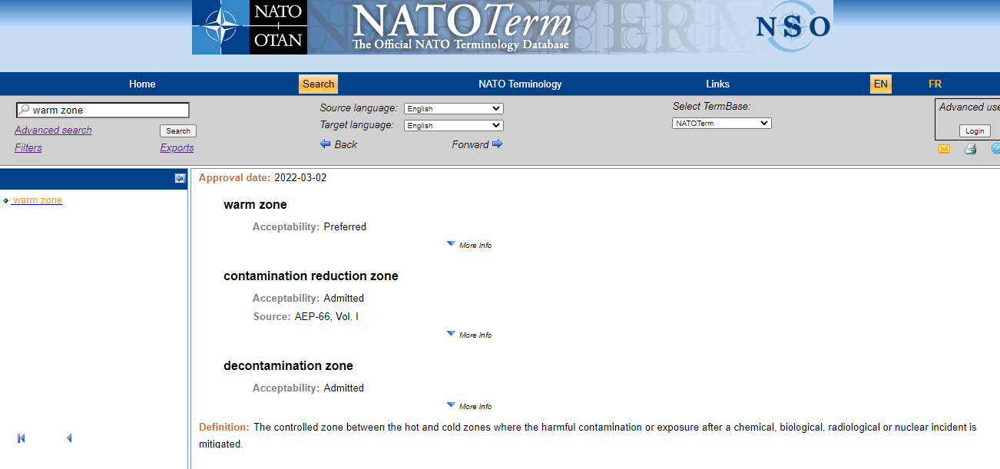 NATO
OTAN
NATOTerm
The Official NATO Terminology Database
NSO
Home
Search
NATO Terminology
Links
EN
FR
warm zone
Source language:
English
Select TermBase:
Advanced use
Advanced search
Search
Target language:
English
NATOTerm
Login
Filters
Exports
Back
Forward
warm zone
Approval date: 2022-03-02
warm zone
Acceptability: Preferred
More Info
contamination reduction zone
Acceptability: Admitted
Source: AEP-66, Vol. I
More Info
decontamination zone
Acceptability: Admitted
More Info
Definition: The controlled zone between the hot and cold zones where the harmful contamination or exposure after a chemical, biological, radiological or nuclear incident is
mitigated.